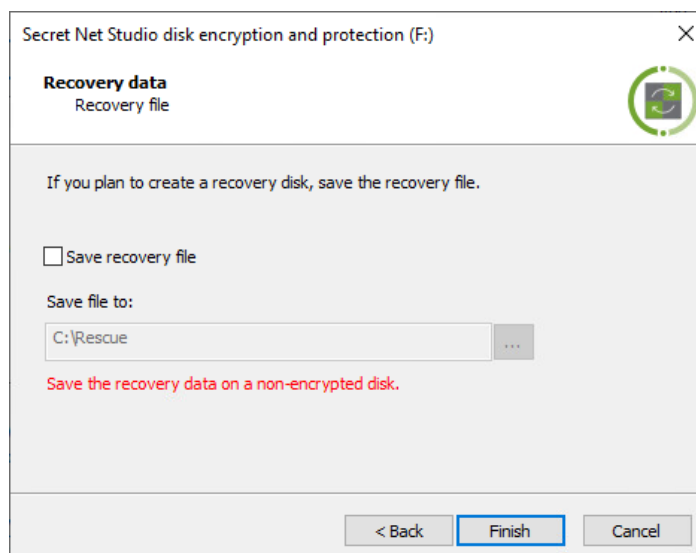 Secret Net Studio disk encryption and protection (F:)
Recovery data
Recovery file
If you plan to create a recovery disk, save the recovery file.
Save recovery file
Save file to:
C:\Rescue
...
Save the recovery data on a non-encrypted disk.
< Back
Finish
Cancel